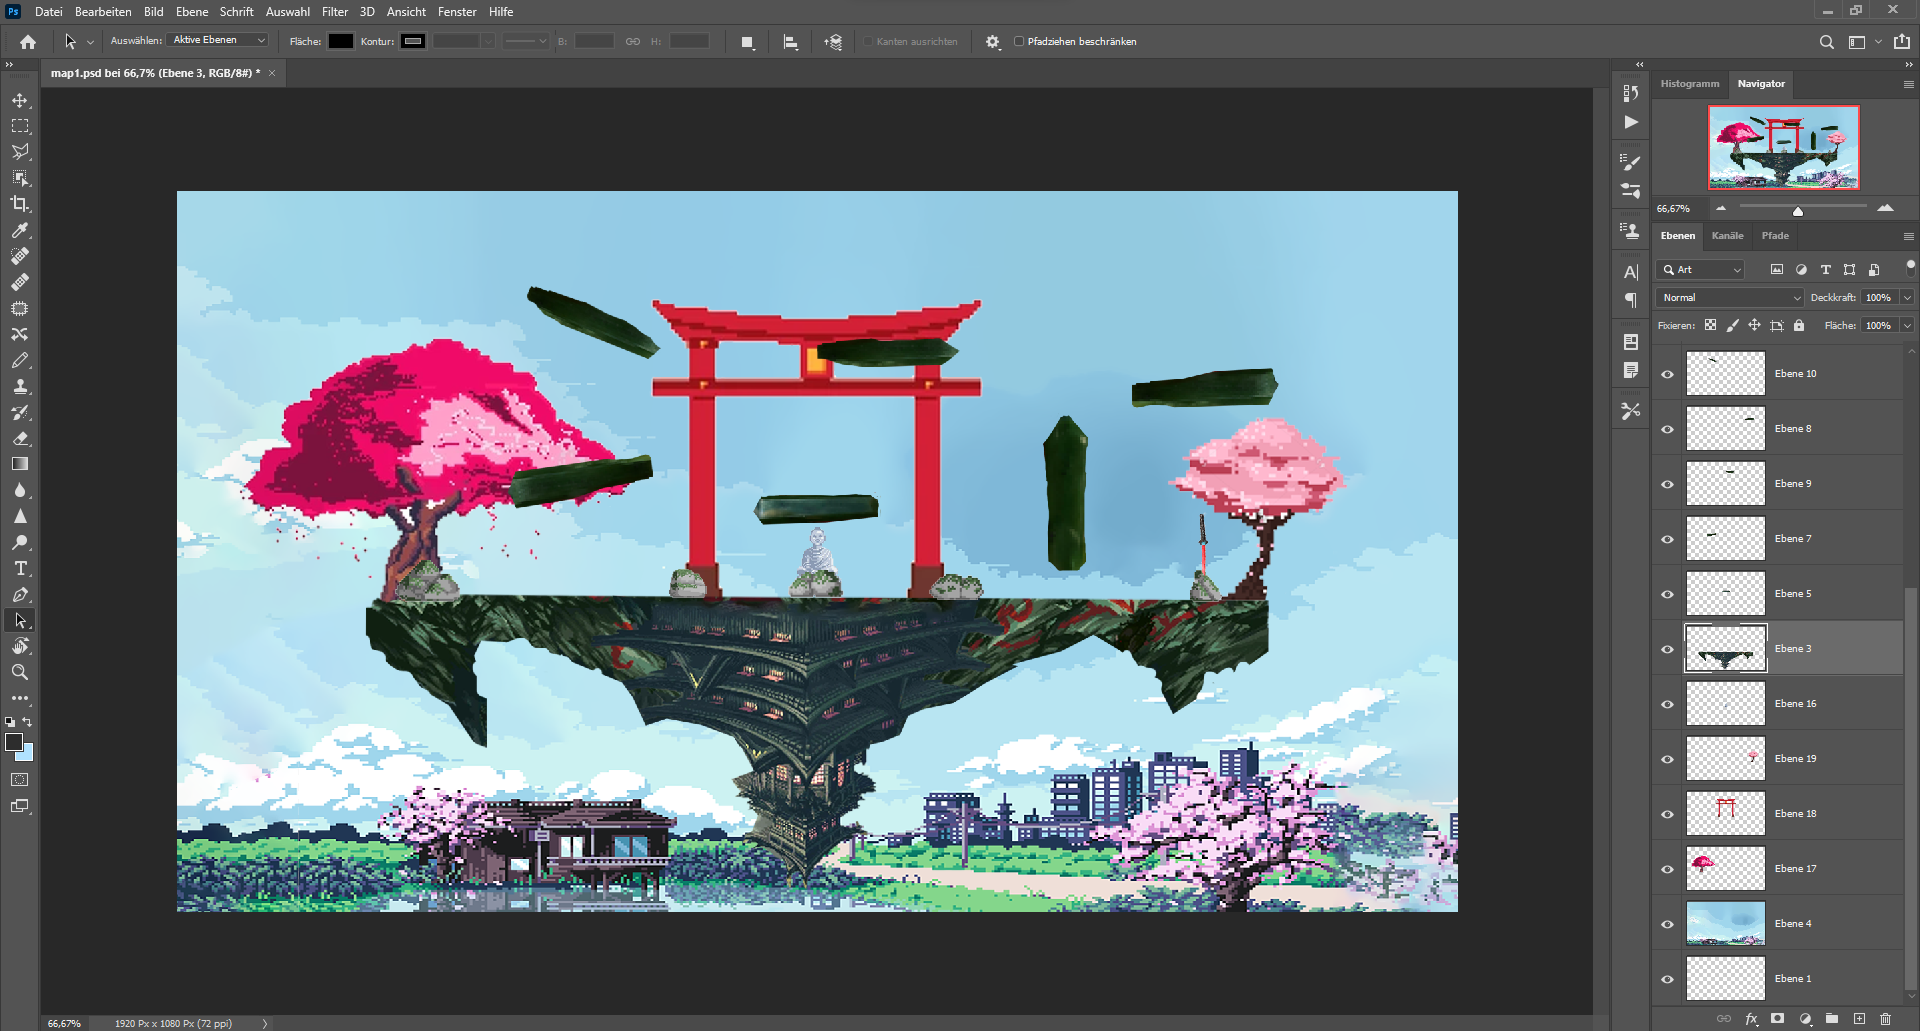 Ps Datei Bearbeiten Bild Ebene Schrift Auswahl Filter 3D Ansicht Fenster Hilfe
Auswählen: Aktive Ebenen Fläche: Kontur: B: H: Kanten ausrichten Pfadziehen beschränken
map1.psd bei 66,7% (Ebene 3, RGB/8#) * ×
Histogramm Navigator
66,67%
Ebenen Kanäle Pfade
Art
Normal Deckkraft: 100%
Fixieren: Fläche: 100%
Ebene 10
Ebene 8
Ebene 9
Ebene 7
Ebene 5
Ebene 3
Ebene 16
Ebene 19
Ebene 18
Ebene 17
Ebene 4
Ebene 1
fx
66,67% 1920 Px x 1080 Px (72 ppi)